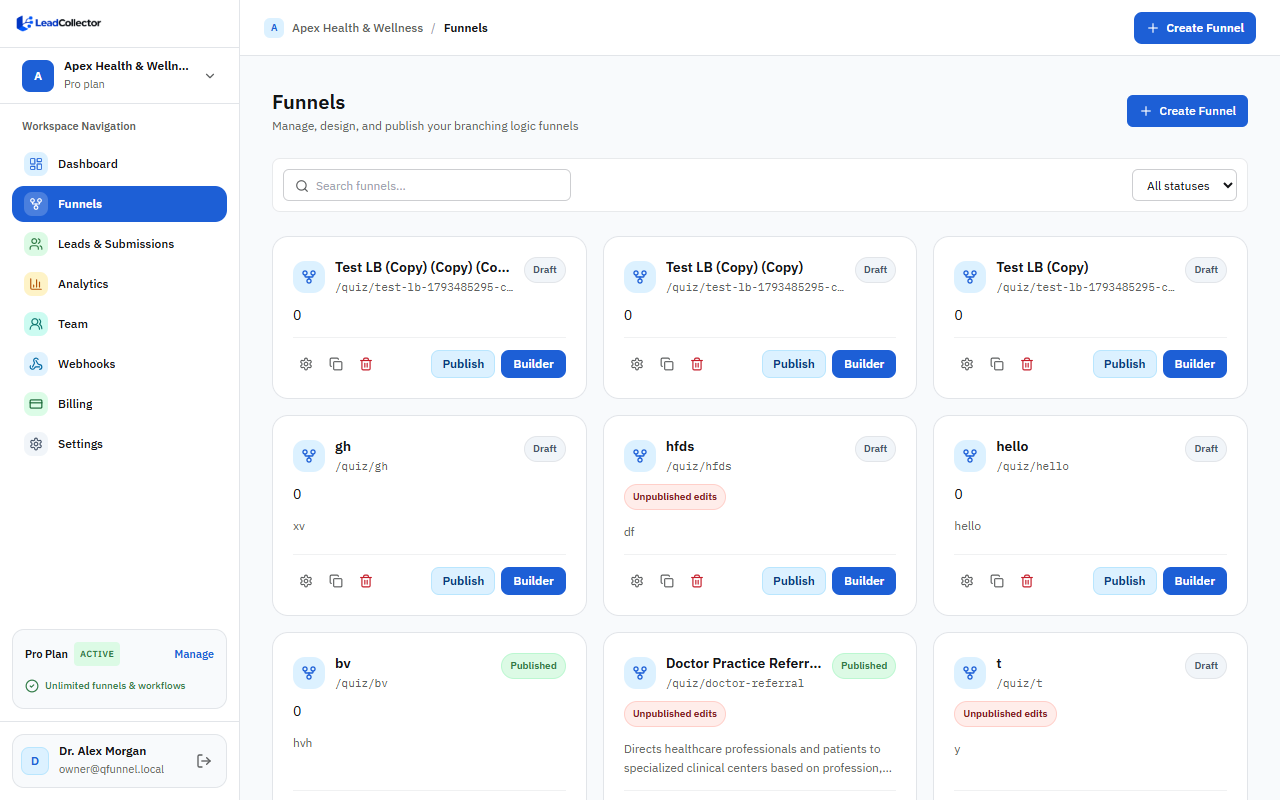 LeadCollector
A
Apex Health & Welln...
Pro plan
Workspace Navigation
Dashboard
Funnels
Leads & Submissions
Analytics
Team
Webhooks
Billing
Settings
Pro Plan ACTIVE Manage
Unlimited funnels & workflows
D
Dr. Alex Morgan
owner@qfunnel.local
A Apex Health & Wellness / Funnels
+ Create Funnel
Funnels
Manage, design, and publish your branching logic funnels
+ Create Funnel
Search funnels...
All statuses
Test LB (Copy) (Copy) (Co...
Draft
/quiz/test-lb-1793485295-c...
0
Publish Builder
Test LB (Copy) (Copy)
Draft
/quiz/test-lb-1793485295-c...
0
Publish Builder
Test LB (Copy)
Draft
/quiz/test-lb-1793485295-c...
0
Publish Builder
gh
Draft
/quiz/gh
0
xv
Publish Builder
hfds
Draft
/quiz/hfds
Unpublished edits
df
Publish Builder
hello
Draft
/quiz/hello
0
hello
Publish Builder
bv
Published
/quiz/bv
0
hvh
Doctor Practice Referr...
Published
/quiz/doctor-referral
Unpublished edits
Directs healthcare professionals and patients to
specialized clinical centers based on profession,...
t
Draft
/quiz/t
Unpublished edits
y